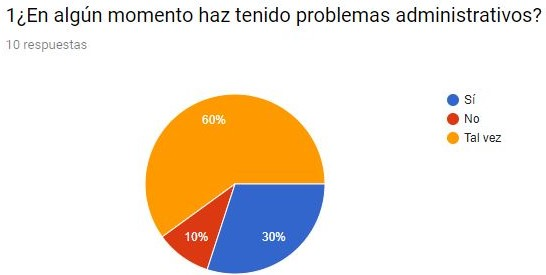 1¿En algún momento haz tenido problemas administrativos?
10 respuestas
60%
10%
30%
Sí
No
Tal vez